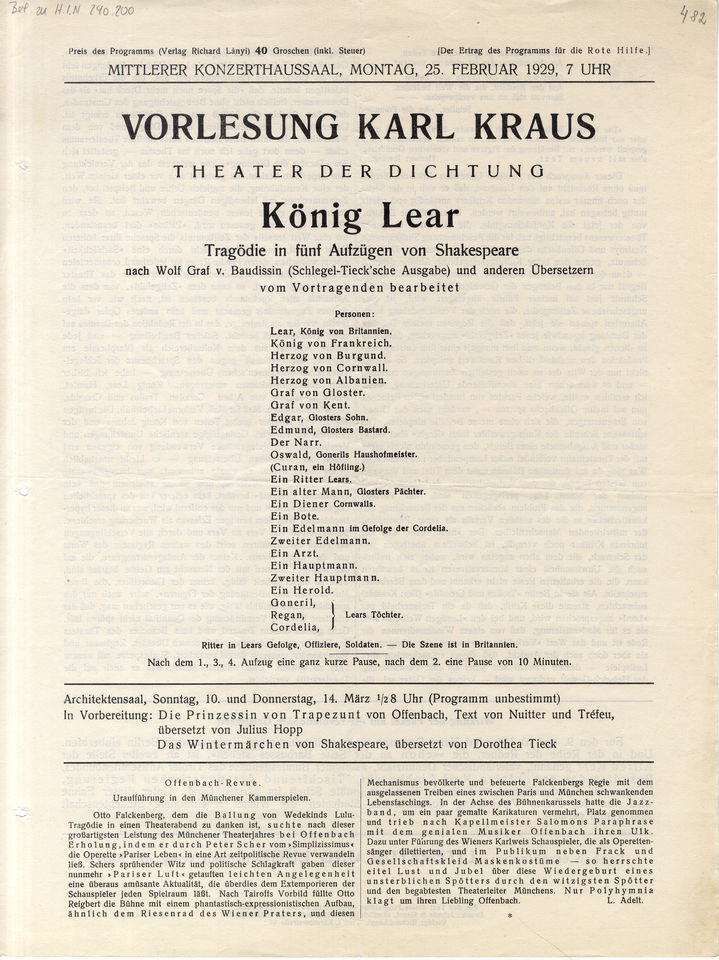 Bef zu H.I.N 240.200
482
Preis des Programms (Verlag Richard Lányi) 40 Groschen (inkl. Steuer) [Der Ertrag des Programms für die Rote Hilfe.]
MITTLERER KONZERTHAUSSAAL, MONTAG, 25. FEBRUAR 1929, 7 UHR
VORLESUNG KARL KRAUS
THEATER DER DICHTUNG
König Lear
Tragödie in fünf Aufzügen von Shakespeare
nach Wolf Graf v. Baudissin (Schlegel-Tieck'sche Ausgabe) und anderen Übersetzern
vom Vortragenden bearbeitet
Personen:
Lear, König von Britannien.
König von Frankreich.
Herzog von Burgund.
Herzog von Cornwall.
Herzog von Albanien.
Graf von Gloster.
Graf von Kent.
Edgar, Glosters Sohn.
Edmund, Glosters Bastard.
Der Narr.
Oswald, Gonerils Haushofmeister.
(Curan, ein Höfling.)
Ein Ritter Lears.
Ein alter Mann, Glosters Pächter.
Ein Diener Cornwalls.
Ein Bote.
Ein Edelmann im Gefolge der Cordelia.
Zweiter Edelmann.
Ein Arzt.
Ein Hauptmann.
Zweiter Hauptmann.
Ein Herold.
Goneril,
Regan, } Lears Töchter.
Cordelia,
Ritter in Lears Gefolge, Offiziere, Soldaten. — Die Szene ist in Britannien.
Nach dem 1., 3., 4. Aufzug eine ganz kurze Pause, nach dem 2. eine Pause von 10 Minuten.
Architektensaal, Sonntag, 10. und Donnerstag, 14. März 1/2 8 Uhr (Programm unbestimmt)
In Vorbereitung: Die Prinzessin von Trapezunt von Offenbach, Text von Nuitter und Tréfeu,
übersetzt von Julius Hopp
Das Wintermärchen von Shakespeare, übersetzt von Dorothea Tieck
Offenbach-Revue.
Uraufführung in den Münchener Kammerspielen.
Otto Falckenberg, dem die Ballung von Wedekinds Lulu-
Tragödie in einen Theaterabend zu danken ist, suchte nach dieser
großartigsten Leistung des Münchener Theaterjahres bei Offenbach
Erholung, indem er durch Peter Scher vom »Simplizissimus«
die Operette »Pariser Leben« in eine Art zeitpolitische Revue verwandeln
ließ. Schers sprühender Witz und politische Schlagkraft gaben dieser
nunmehr »Pariser Luft« getauften leichten Angelegenheit
eine überaus amüsante Aktualität, die überdies dem Extemporieren der
Schauspieler jeden Spielraum läßt. Nach Tairoffs Vorbild füllte Otto
Reigbert die Bühne mit einem phantastisch-expressionistischen Aufbau,
ähnlich dem Riesenrad des Wiener Praters, und diesen
Mechanismus bevölkerte und befeuerte Falckenbergs Regie mit dem
ausgelassenen Treiben eines zwischen Paris und München schwankenden
Lebensfaschings. In der Achse des Bühnenkarussels hatte die Jazz-
band, um ein paar gemalte Karikaturen vermehrt, Platz genommen
und trieb nach Kapellmeister Salomons Paraphrase
mit dem genialen Musiker Offenbach ihren Ulk.
Dazu unter Führung des Wieners Karlweis Schauspieler, die als Operetten-
sänger dilettierten, und im Publikum neben Frack und
Gesellschaftskleid Maskenkostüme — so herrschte
eitel Lust und Jubel über diese Wiedergeburt eines
unsterblichen Spötters durch den witzigsten Spötter
und den begabtesten Theaterleiter Münchens. Nur Polyhymnia
klagt um ihren Liebling Offenbach. L. Adelt.
*